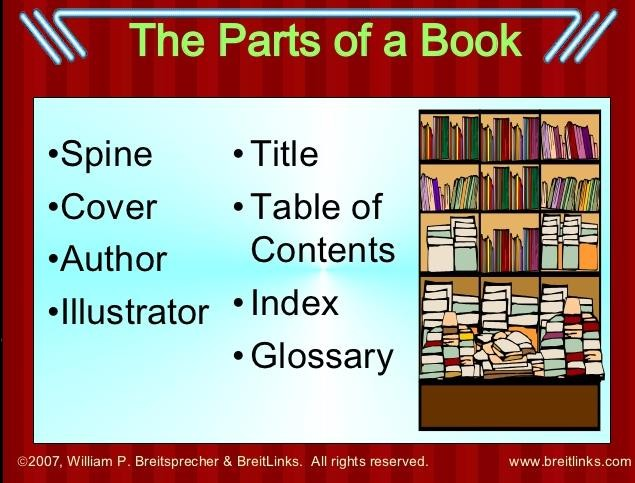 The Parts of a Book
•Spine
•Cover
•Author
•Illustrator
•Title
•Table of
Contents
•Index
•Glossary
©2007, William P. Breitsprecher & BreitLinks. All rights reserved.
www.breitlinks.com